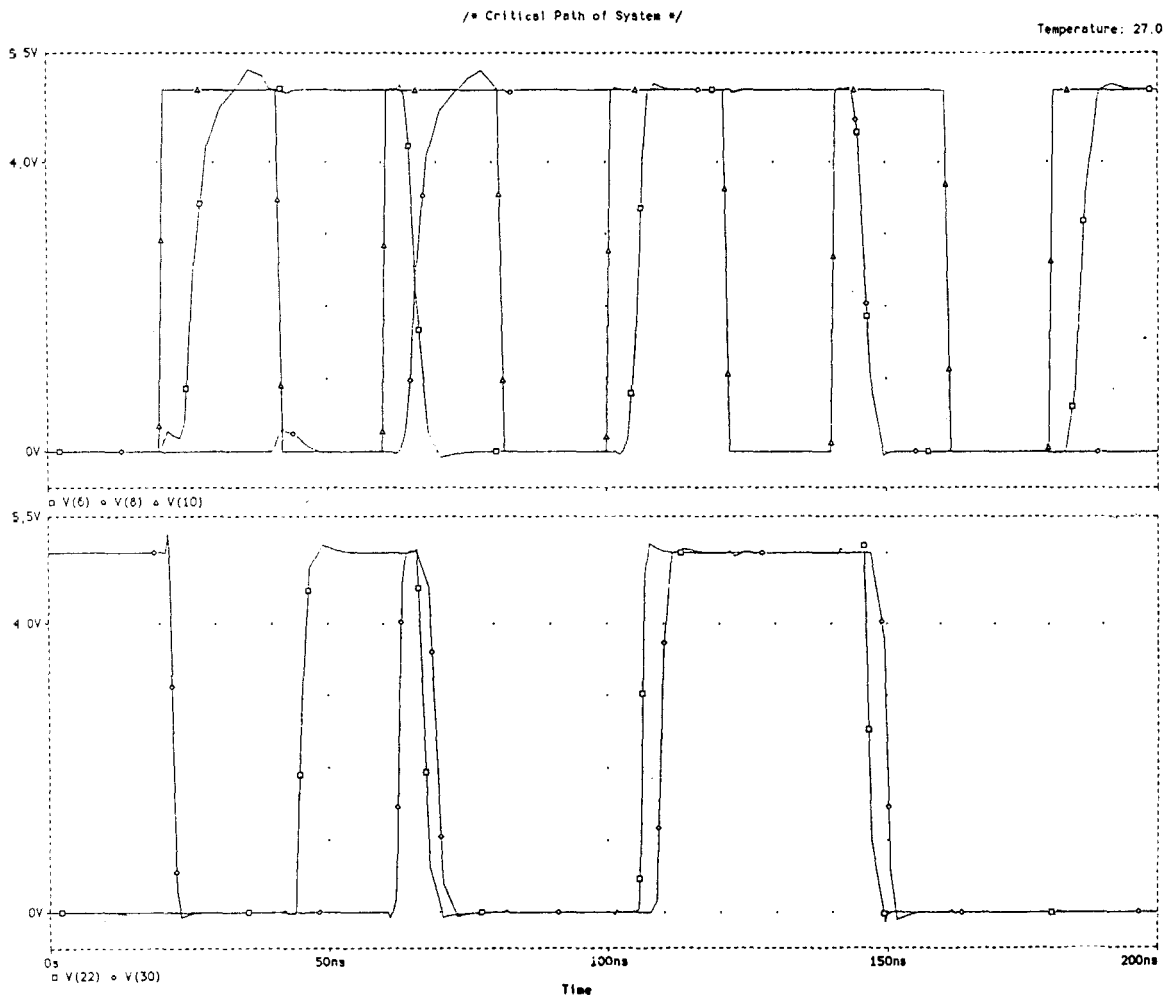 /* Critical Path of System */
Temperature: 27.0
5.5V
4.0V
0V
□ V(6) ◇ V(8) △ V(10)
5.5V
4.0V
0V
0s 50ns 100ns 150ns 200ns
□ V(22) ◇ V(30)
Time